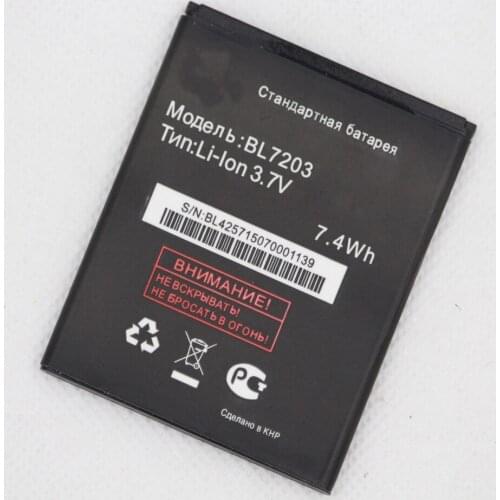 Стандартная батарея
Модель:BL7203
Тип:Li-Ion 3.7V
7.4Wh
S/N:BL425715070001139
ВНИМАНИЕ!
НЕ ВСКРЫВАТЬ!
НЕ БРОСАТЬ В ОГОНЬ!
Сделано в КНР